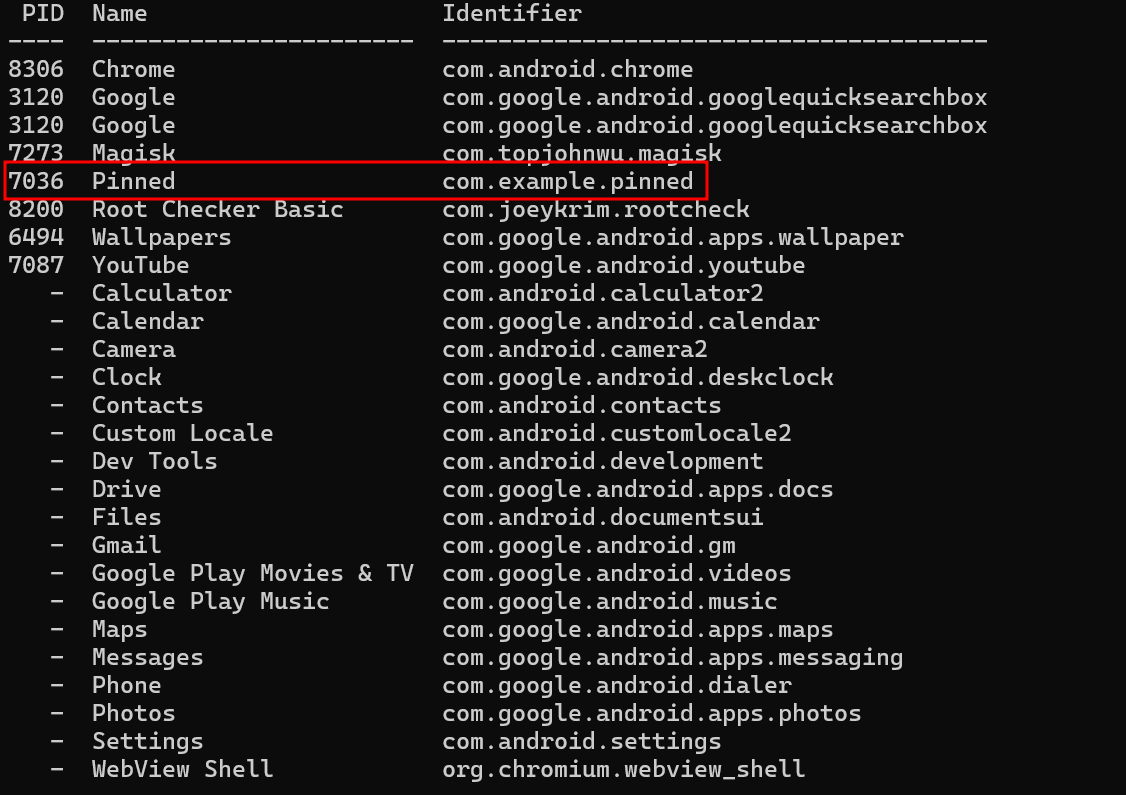 PID Name Identifier
---- ----------------------- ---------------------------------------
8306 Chrome com.android.chrome
3120 Google com.google.android.googlequicksearchbox
3120 Google com.google.android.googlequicksearchbox
7273 Magisk com.topjohnwu.magisk
7036 Pinned com.example.pinned
8200 Root Checker Basic com.joeykrim.rootcheck
6494 Wallpapers com.google.android.apps.wallpaper
7087 YouTube com.google.android.youtube
- Calculator com.android.calculator2
- Calendar com.google.android.calendar
- Camera com.android.camera2
- Clock com.google.android.deskclock
- Contacts com.android.contacts
- Custom Locale com.android.customlocale2
- Dev Tools com.android.development
- Drive com.google.android.apps.docs
- Files com.android.documentsui
- Gmail com.google.android.gm
- Google Play Movies & TV com.google.android.videos
- Google Play Music com.google.android.music
- Maps com.google.android.apps.maps
- Messages com.google.android.apps.messaging
- Phone com.google.android.dialer
- Photos com.google.android.apps.photos
- Settings com.android.settings
- WebView Shell org.chromium.webview_shell